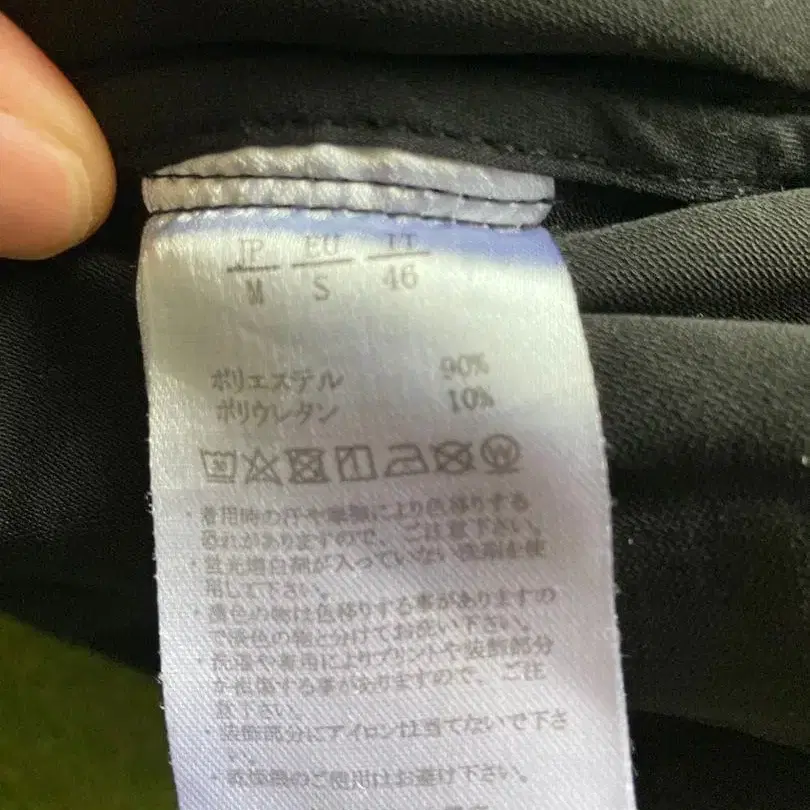 JP EU IT
M S 46
ポリエステル 90%
ポリウレタン 10%
・着用時の汗や摩擦により色移りする
恐れがありますので、ご注意下さい。
・蛍光増白剤が入っていない洗剤を使
用して下さい。
・濃色の物は色移りする事がありますの
で淡色の物と分けてお洗い下さい。
・洗濯や着用によりプリントや装飾部分
が損傷する事がありますので、ご注
意下さい。
・装飾部分にアイロンは当てないで下さ
い。
・乾燥機のご使用はお避け下さい。